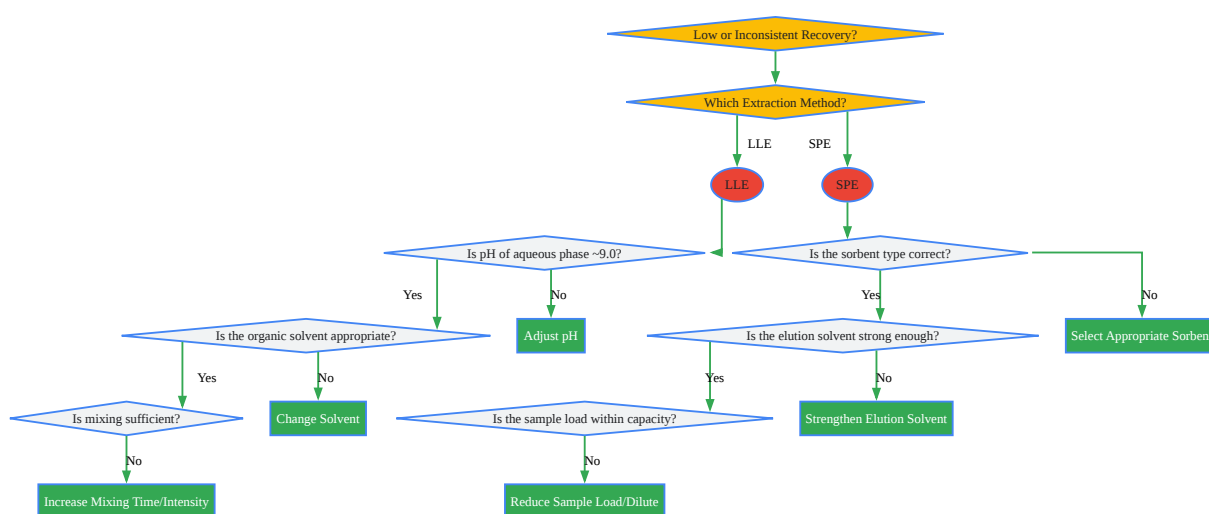 Low or Inconsistent Recovery?
Which Extraction Method?
LLE
SPE
LLE
SPE
Is pH of aqueous phase ~9.0?
Is the sorbent type correct?
Yes
No
Yes
No
Is the organic solvent appropriate?
Adjust pH
Is the elution solvent strong enough?
Select Appropriate Sorben
Yes
No
Yes
No
Is mixing sufficient?
Change Solvent
Is the sample load within capacity?
Strengthen Elution Solvent
No
No
Increase Mixing Time/Intensity
Reduce Sample Load/Dilute